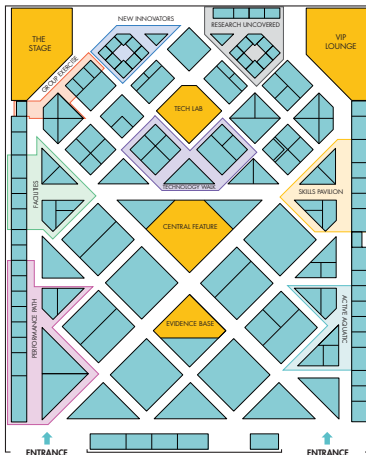 NEW INNOVATORS
RESEARCH UNCOVERED
THE
STAGE
VIP
LOUNGE
GROUP EXERCISE
TECH LAB
TECHNOLOGY WALK
FACILITIES
SKILLS PAVILION
CENTRAL FEATURE
PERFORMANCE PATH
ACTIVE AQUATIC
EVIDENCE BASE
ENTRANCE
ENTRANCE